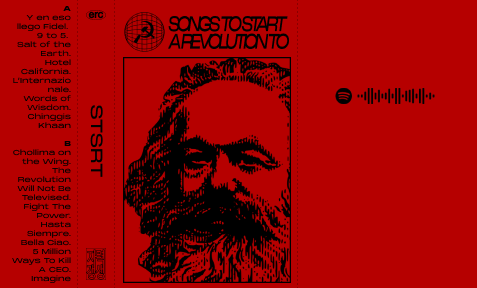 A
Y en eso
llego Fidel.
9 to 5.
Salt of the
Earth.
Hotel
California.
L'Internazio
nale.
Words of
Wisdom.
Chinggis
Khaan
B
Chollima on
the Wing.
The
Revolution
Will Not Be
Televised.
Fight The
Power.
Hasta
Siempre.
Bella Ciao.
Million
Ways To Kill
A CEO.
Imagine
STSRT
SONGS TO START
A REVOLUTION TO